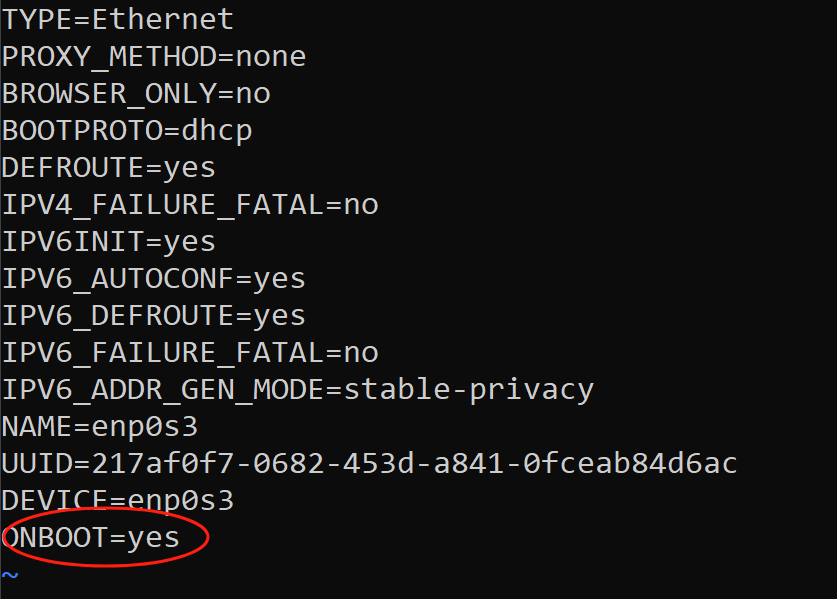 TYPE=Ethernet
PROXY_METHOD=none
BROWSER_ONLY=no
BOOTPROTO=dhcp
DEFROUTE=yes
IPV4_FAILURE_FATAL=no
IPV6INIT=yes
IPV6_AUTOCONF=yes
IPV6_DEFROUTE=yes
IPV6_FAILURE_FATAL=no
IPV6_ADDR_GEN_MODE=stable-privacy
NAME=enp0s3
UUID=217af0f7-0682-453d-a841-0fceab84d6ac
DEVICE=enp0s3
ONBOOT=yes
~